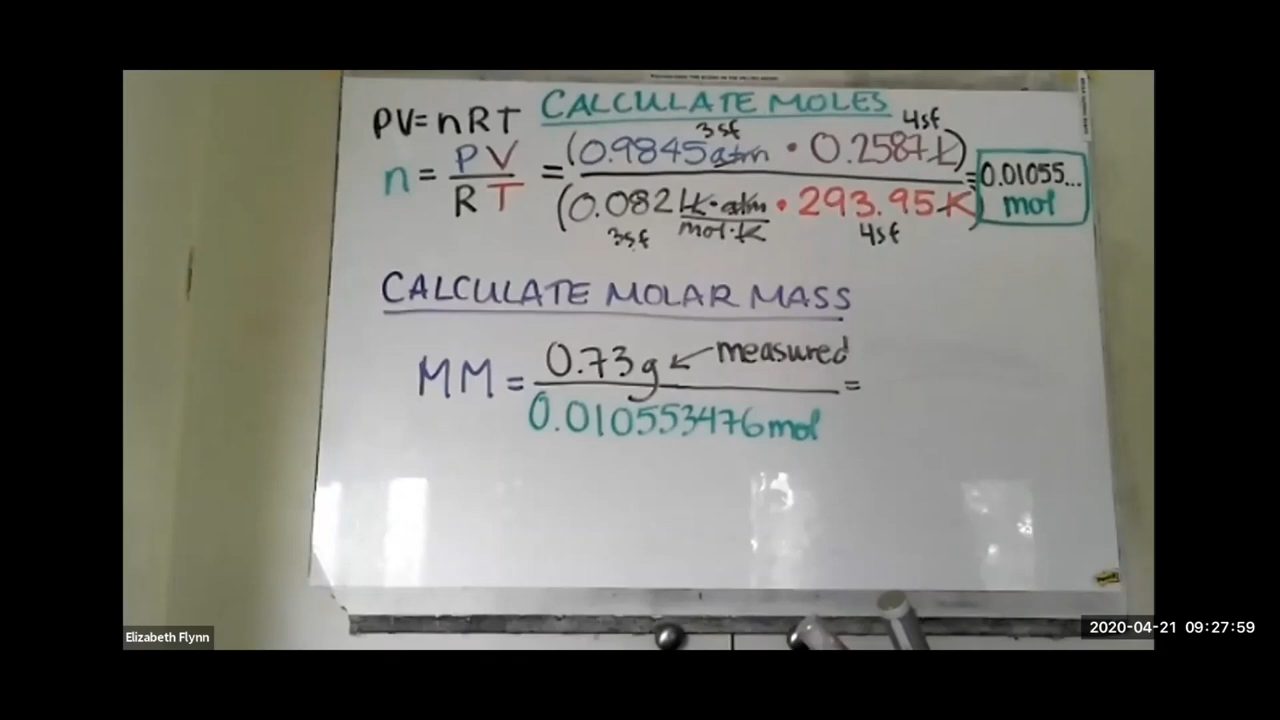 PV=nRT CALCULATE MOLES
3sf 4sf
n = PV / RT = (0.9845 atm • 0.2587 L) / (0.0821 L•atm / mol•K • 293.95 K) = 0.01055... mol
3sf 4sf
CALCULATE MOLAR MASS
MM = 0.73g ← measured =
0.010553476 mol
Elizabeth Flynn
2020-04-21 09:27:59